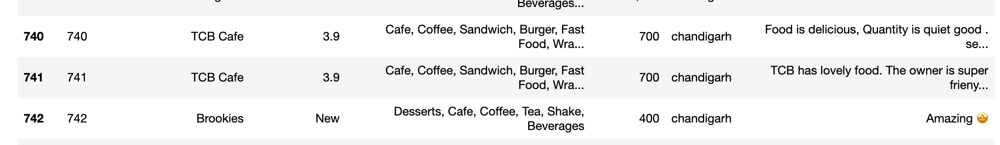 Beverages...
740 740 TCB Cafe 3.9 Cafe, Coffee, Sandwich, Burger, Fast Food, Wra... 700 chandigarh Food is delicious, Quantity is quiet good . se...
741 741 TCB Cafe 3.9 Cafe, Coffee, Sandwich, Burger, Fast Food, Wra... 700 chandigarh TCB has lovely food. The owner is super frieny...
742 742 Brookies New Desserts, Cafe, Coffee, Tea, Shake, Beverages 400 chandigarh Amazing 🤩